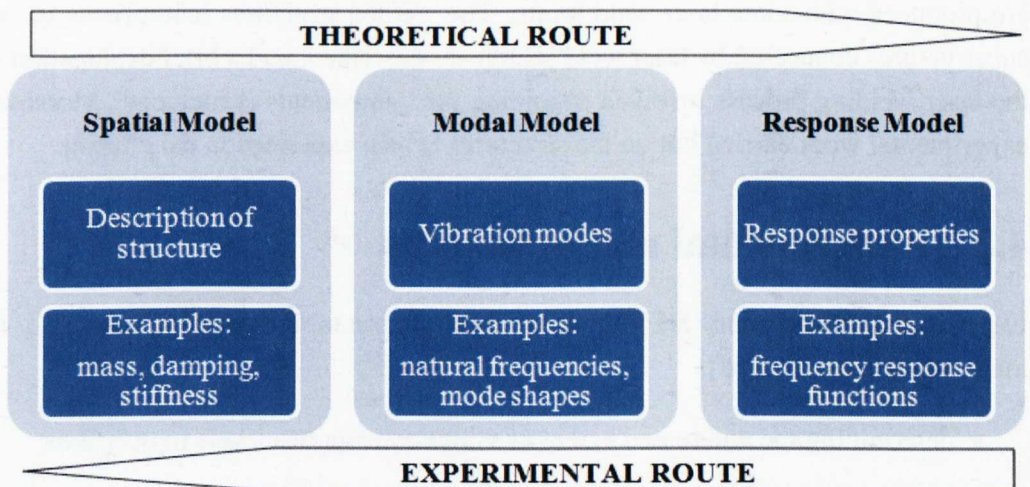 THEORETICAL ROUTE
Spatial Model
Modal Model
Response Model
Description of
structure
Vibration modes
Response properties
Examples:
mass, damping,
stiffness
Examples:
natural frequencies,
mode shapes
Examples:
frequency response
functions
EXPERIMENTAL ROUTE